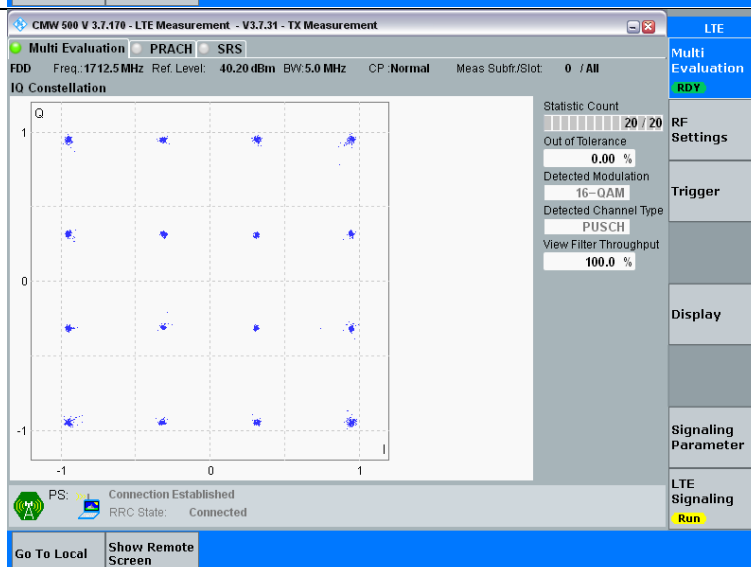 CMW 500 V 3.7.170 - LTE Measurement - V3.7.31 - TX Measurement
LTE
Multi Evaluation PRACH SRS
Multi
Evaluation
RDY
FDD Freq.:1712.5 MHz Ref. Level: 40.20 dBm BW:5.0 MHz CP :Normal Meas Subfr./Slot: 0 / All
IQ Constellation
Q
1
0
-1
I
-1 0 1
Statistic Count
20 / 20
Out of Tolerance
0.00 %
Detected Modulation
16-QAM
Detected Channel Type
PUSCH
View Filter Throughput
100.0 %
RF
Settings
Trigger
Display
Signaling
Parameter
LTE
Signaling
Run
PS: Connection Established
RRC State: Connected
Go To Local
Show Remote
Screen